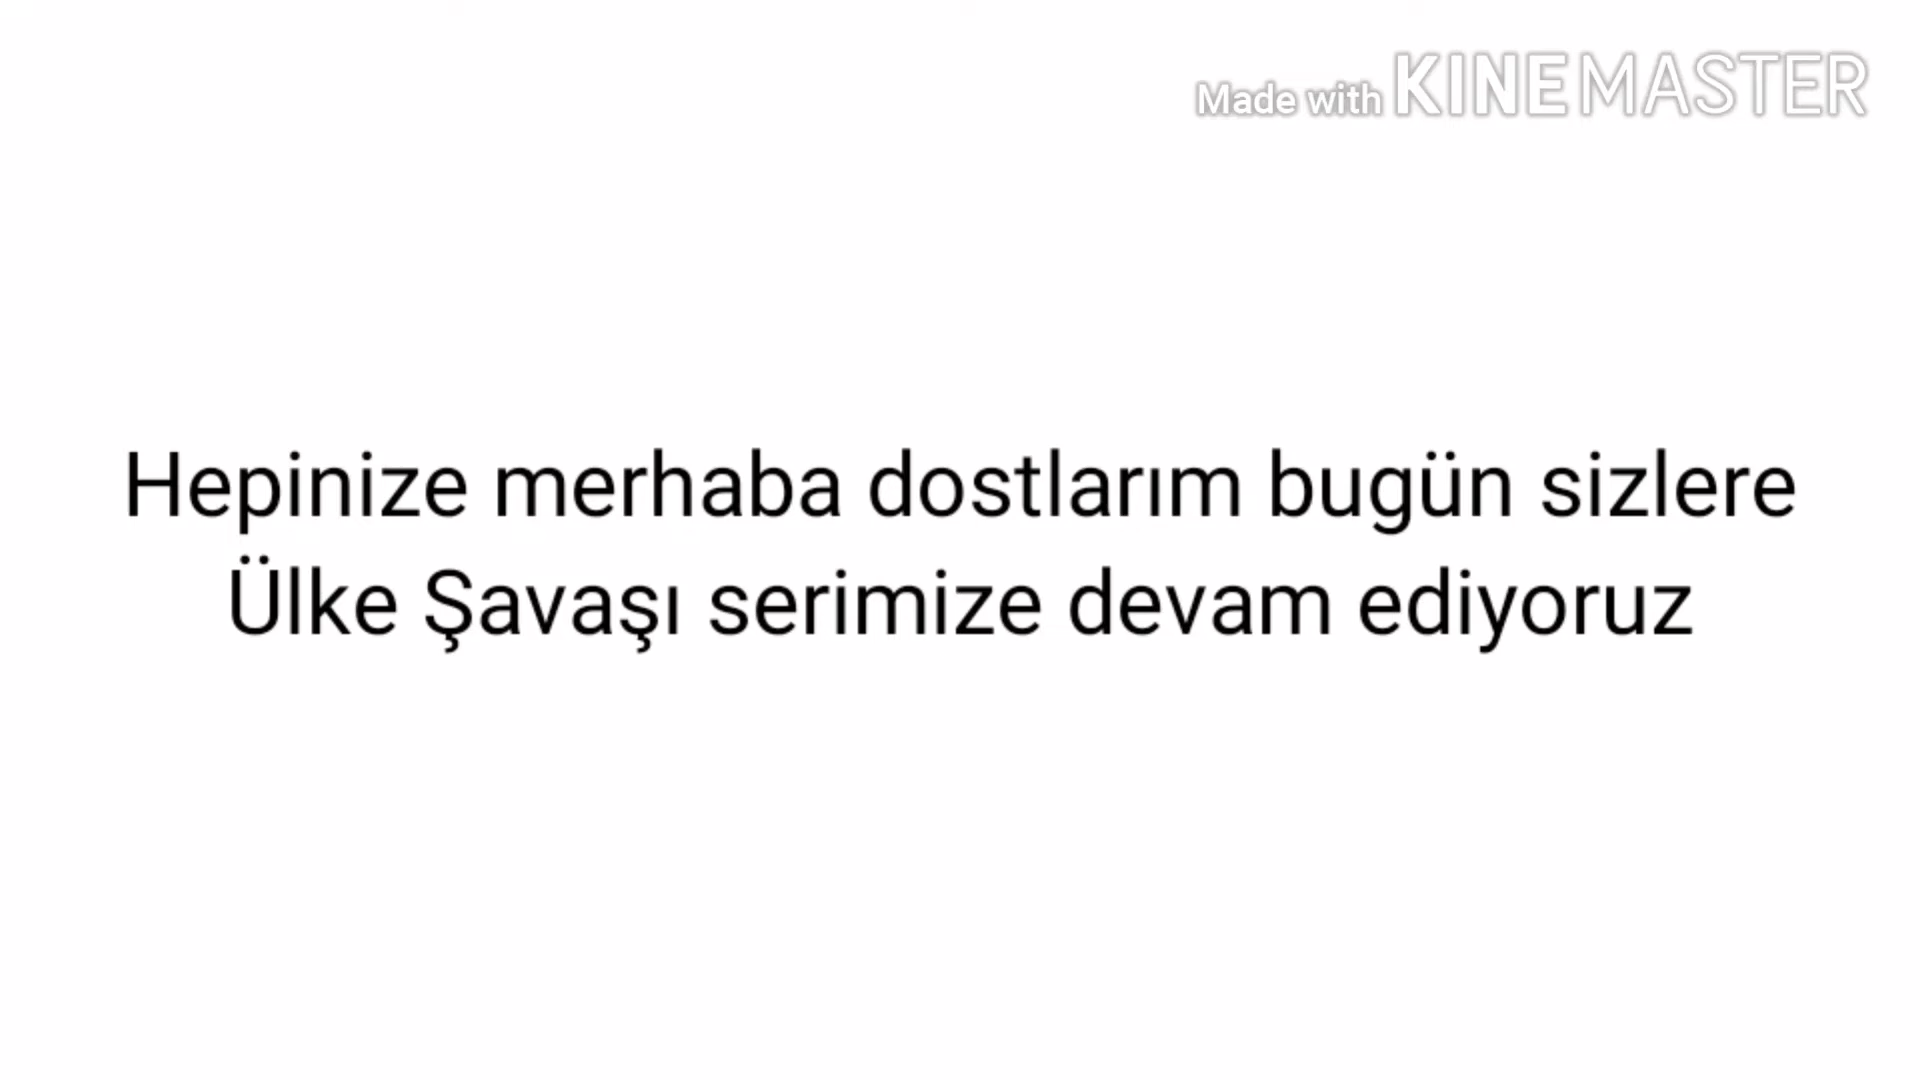 Made with KINEMASTER
Hepinize merhaba dostlarım bugün sizlere
Ülke Şavaşı serimize devam ediyoruz